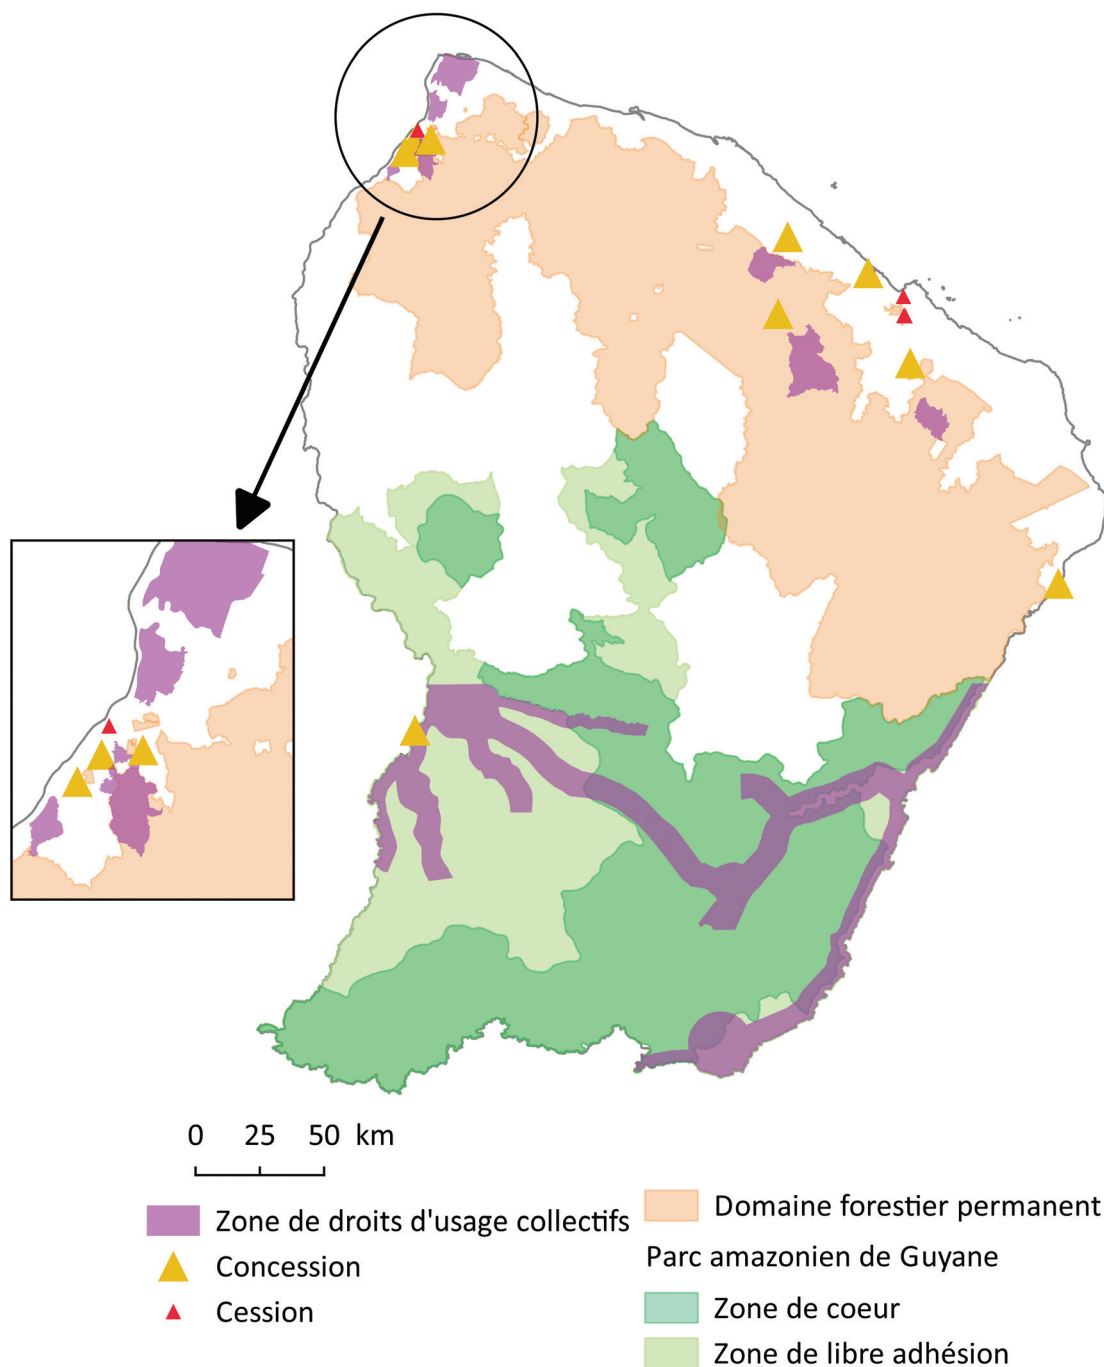 0 25 50 km
Zone de droits d'usage collectifs
Concession
Cession
Domaine forestier permanent
Parc amazonien de Guyane
Zone de coeur
Zone de libre adhésion